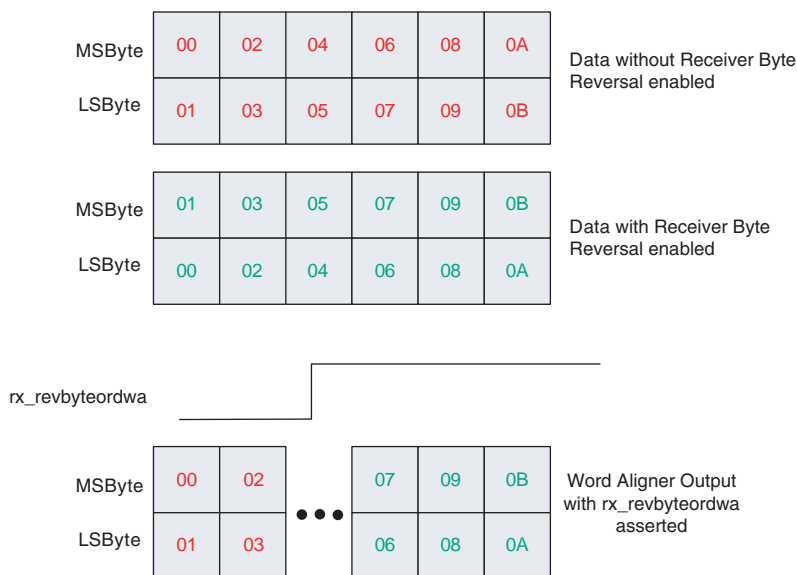 MSByte 00 02 04 06 08 0A
LSByte 01 03 05 07 09 0B
Data without Receiver Byte
Reversal enabled
MSByte 01 03 05 07 09 0B
LSByte 00 02 04 06 08 0A
Data with Receiver Byte
Reversal enabled
rx_revbyteordwa
MSByte 00 02 07 09 0B
LSByte 01 03 06 08 0A
Word Aligner Output
with rx_revbyteordwa
asserted